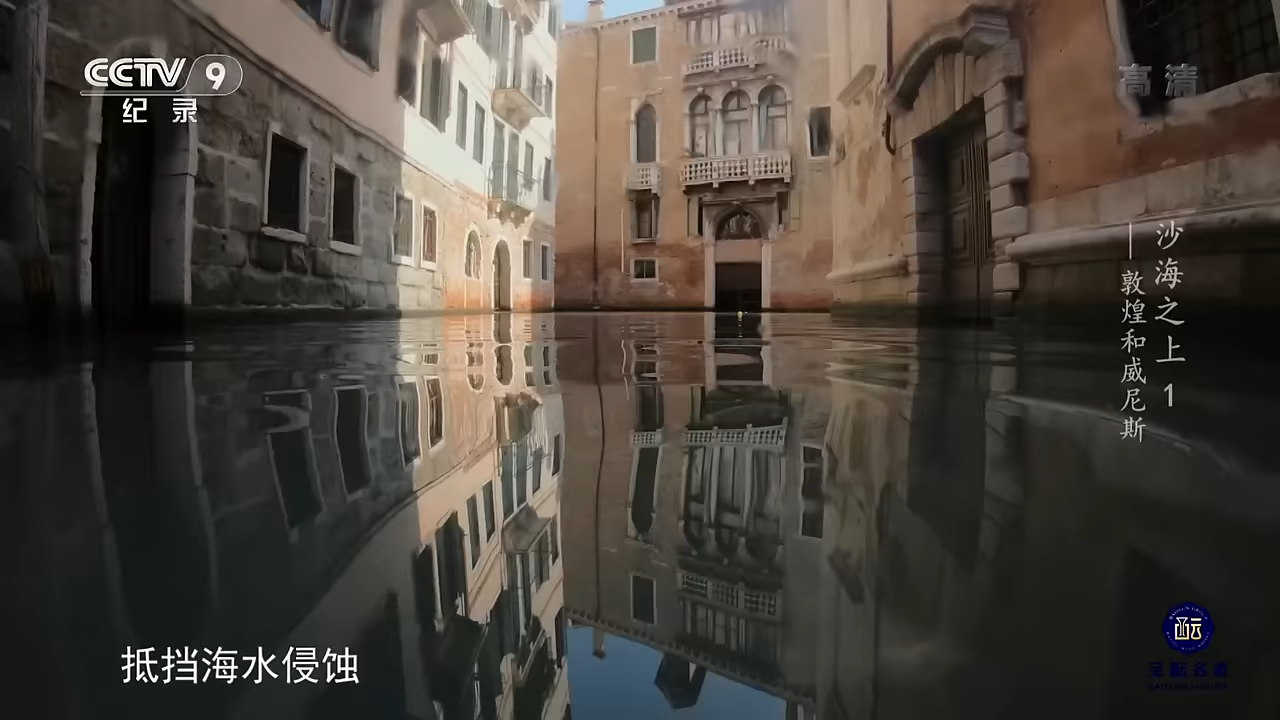 CCTV 9
纪录
高清
沙海之上 1
—敦煌和威尼斯
抵挡海水侵蚀